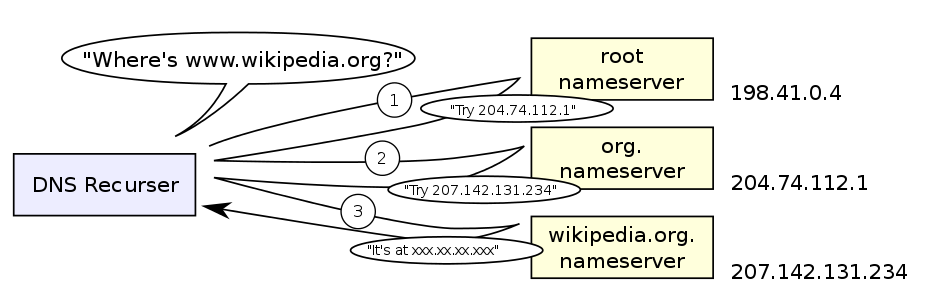 "Where's www.wikipedia.org?"
root
nameserver
198.41.0.4
1
"Try 204.74.112.1"
org.
nameserver
204.74.112.1
2
"Try 207.142.131.234"
DNS Recurser
3
wikipedia.org.
nameserver
207.142.131.234
"It's at xxx.xx.xx.xxx"